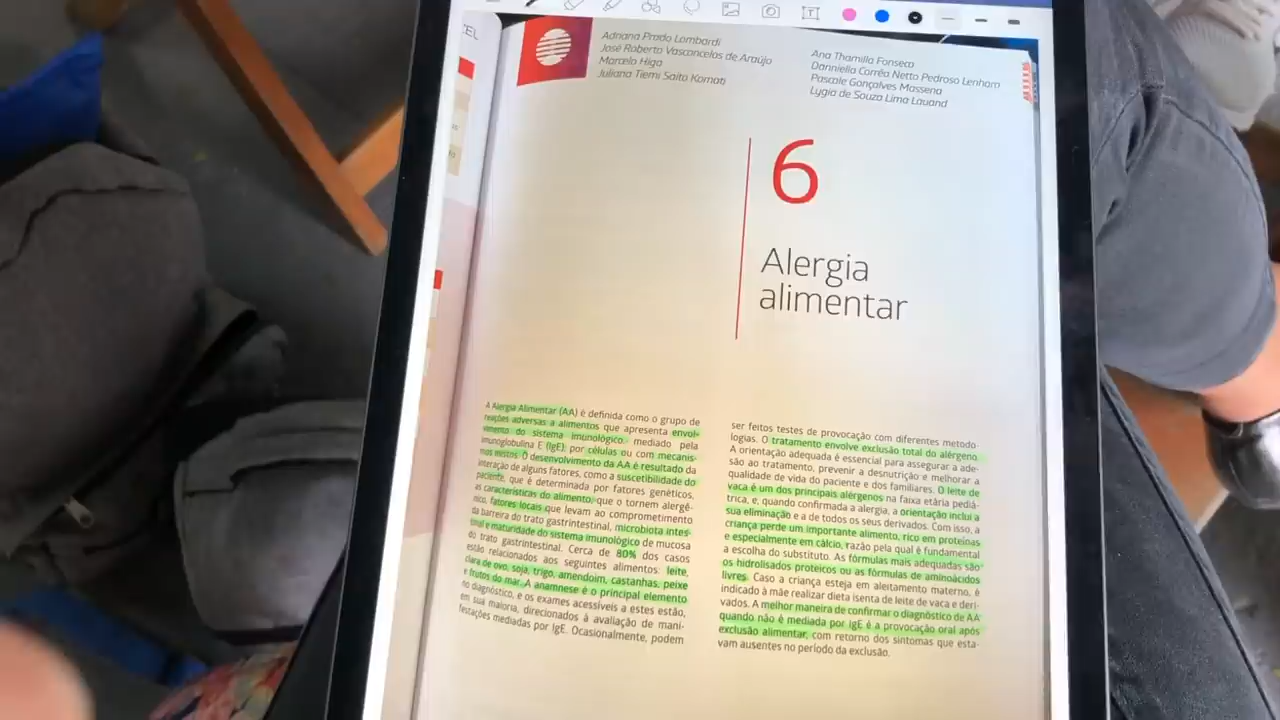 CEL
Adriana Prado Lombardi
José Roberto Vasconcelas de Araújo
Marcelo Higa
Juliana Tiemi Saito Komati
Ana Thamilla Fonseca
Danniella Corrêa Netto Pedroso Lenharo
Pascale Gonçalves Massena
Lygia de Souza Lima Lauand
6
Alergia
alimentar
A Alergia Alimentar (AA) é definida como o grupo de
reações adversas a alimentos que apresenta envol-
vimento do sistema imunológico mediado pela
imunoglobulina E (IgE); por células ou com mecanis-
mos mistos. O desenvolvimento da AA é resultado da
interação de alguns fatores, como a suscetibilidade do
paciente, que é determinada por fatores genéticos,
as características do alimento, que o tornem alergê-
nico, fatores locais que levam ao comprometimento
da barreira do trato gastrintestinal, microbiota intes-
tinal e maturidade do sistema imunológico de mucosa
do trato gastrintestinal. Cerca de 80% dos casos
estão relacionados aos seguintes alimentos: leite,
clara de ovo, soja, trigo, amendoim, castanhas, peixe
e frutos do mar. A anamnese é o principal elemento
no diagnóstico, e os exames acessíveis a estes estão,
em sua maioria, direcionados à avaliação de mani-
festações mediadas por IgE. Ocasionalmente, podem
ser feitos testes de provocação com diferentes metodo-
logias. O tratamento envolve exclusão total do alérgeno.
A orientação adequada é essencial para assegurar a ade-
são ao tratamento, prevenir a desnutrição e melhorar a
qualidade de vida do paciente e dos familiares. O leite de
vaca é um dos principais alérgenos na faixa etária pediá-
trica, e, quando confirmada a alergia, a orientação inclui a
sua eliminação e a de todos os seus derivados. Com isso, a
criança perde um importante alimento, rico em proteínas
e especialmente em cálcio, razão pela qual é fundamental
a escolha do substituto. As fórmulas mais adequadas são
os hidrolisados proteicos ou as fórmulas de aminoácidos
livres. Caso a criança esteja em aleitamento materno, é
indicado à mãe realizar dieta isenta de leite de vaca e deri-
vados. A melhor maneira de confirmar o diagnóstico de AA
quando não é mediada por IgE é a provocação oral após
exclusão alimentar, com retorno dos sintomas que esta-
vam ausentes no período da exclusão.